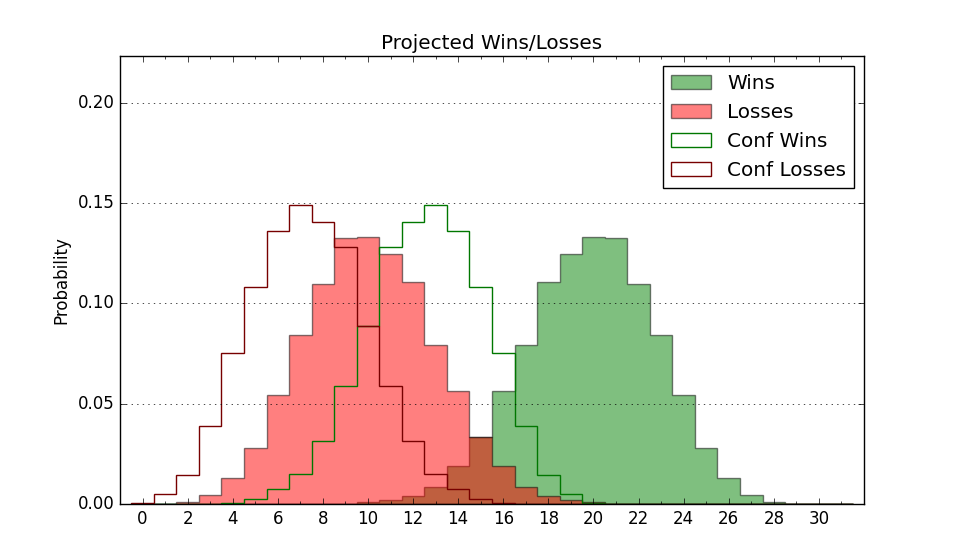 Projected Wins/Losses
Wins
Losses
Conf Wins
Conf Losses
Probability
0.20
0.15
0.10
0.05
0.00
0 2 4 6 8 10 12 14 16 18 20 22 24 26 28 30